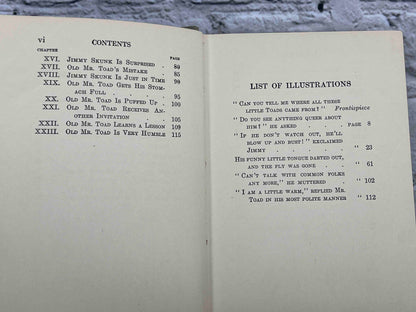 vi CONTENTS
CHAPTER PAGE
XVI. Jimmy Skunk Is Surprised . 80
XVII. Old Mr. Toad's Mistake . 85
XVIII. Jimmy Skunk Is Just in Time 90
XIX. Old Mr. Toad Gets His Stom-
ach Full . . . . 95
XX. Old Mr. Toad Is Puffed Up . 100
XXI. Old Mr. Toad Receives An-
other Invitation . . 105
XXII. Old Mr. Toad Learns a Lesson 109
XXIII. Old Mr. Toad Is Very Humble 115
LIST OF ILLUSTRATIONS
"Can you tell me where all these
little Toads came from?" Frontispiece
"Do you see anything queer about
him?" he asked . PAGE 8
"If he don't watch out, he'll
blow up and bust!" exclaimed
Jimmy . . . . " 23
His funny little tongue darted out,
and the fly was gone . " 61
"Can't talk with common folks
any more," he muttered . " 102
"I am a little warm," replied Mr.
Toad in his most polite manner " 112